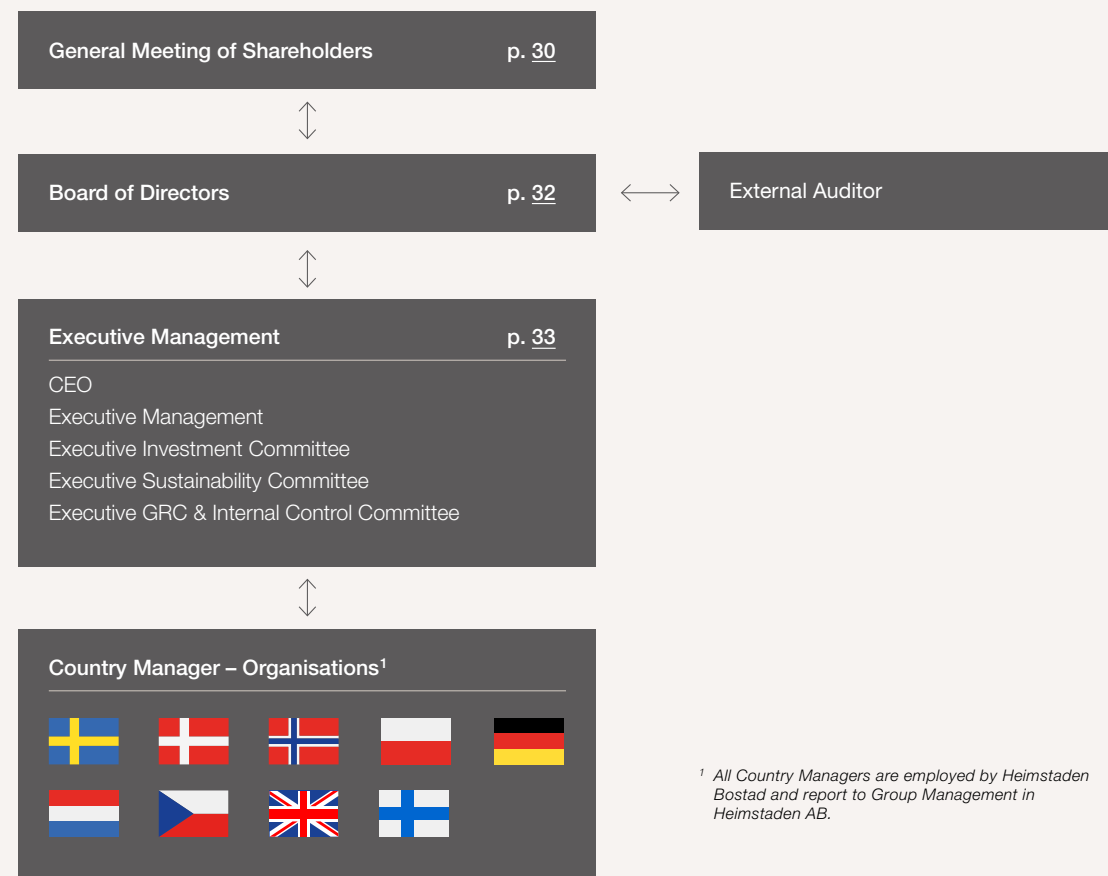 General Meeting of Shareholders p. 30
Board of Directors p. 32
External Auditor
Executive Management p. 33
CEO
Executive Management
Executive Investment Committee
Executive Sustainability Committee
Executive GRC & Internal Control Committee
Country Manager – Organisations¹
¹ All Country Managers are employed by Heimstaden
Bostad and report to Group Management in
Heimstaden AB.